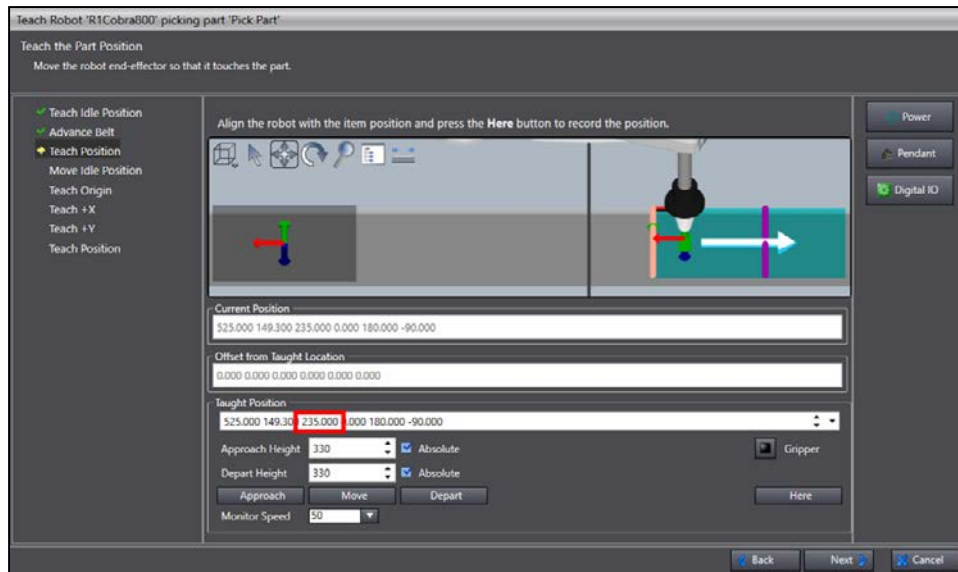 Teach Robot 'R1Cobra800' picking part 'Pick Part'
Teach the Part Position
Move the robot end-effector so that it touches the part.
Teach Idle Position
Advance Belt
Teach Position
Move Idle Position
Teach Origin
Teach +X
Teach +Y
Teach Position
Align the robot with the item position and press the Here button to record the position.
Current Position
525.000 149.300 235.000 0.000 180.000 -90.000
Offset from Taught Location
0.000 0.000 0.000 0.000 0.000 0.000
Taught Position
525.000 149.30 235.000 .000 180.000 -90.000
Approach Height 330 Absolute Gripper
Depart Height 330 Absolute
Approach Move Depart Here
Monitor Speed 50
Power
Pendant
Digital IO
Back Next Cancel